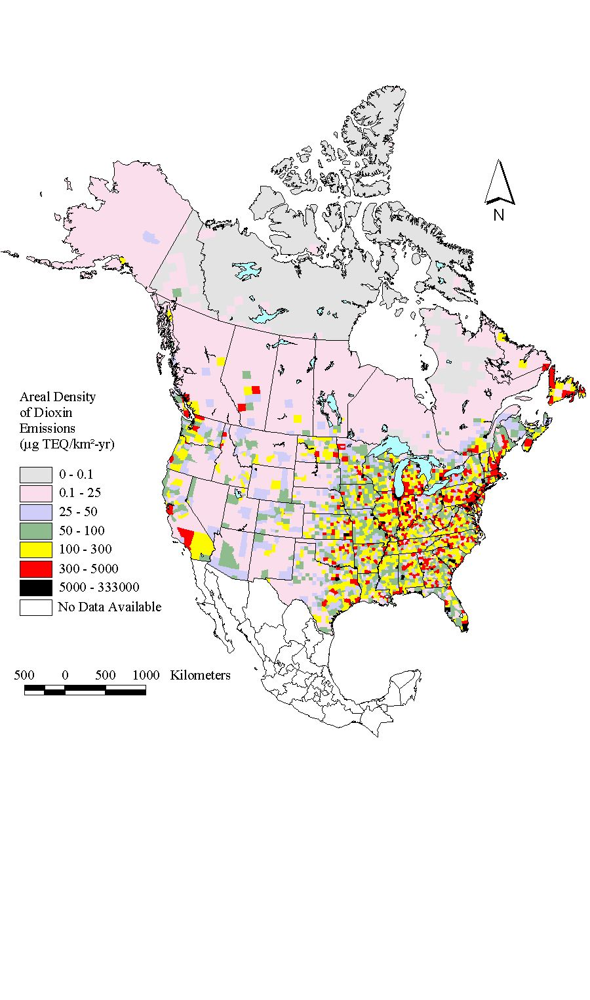 N
Areal Density
of Dioxin
Emissions
(µg TEQ/km²-yr)
0 - 0.1
0.1 - 25
25 - 50
50 - 100
100 - 300
300 - 5000
5000 - 333000
No Data Available
500 0 500 1000 Kilometers